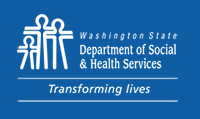 Washington State
Department of Social
& Health Services
Transforming lives